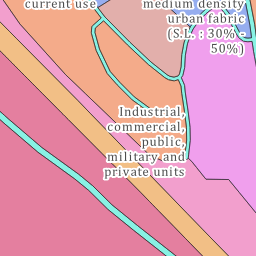 current use
medium density
urban fabric
(S.L. : 30% -
50%)
Industrial,
commercial,
public,
military and
private units